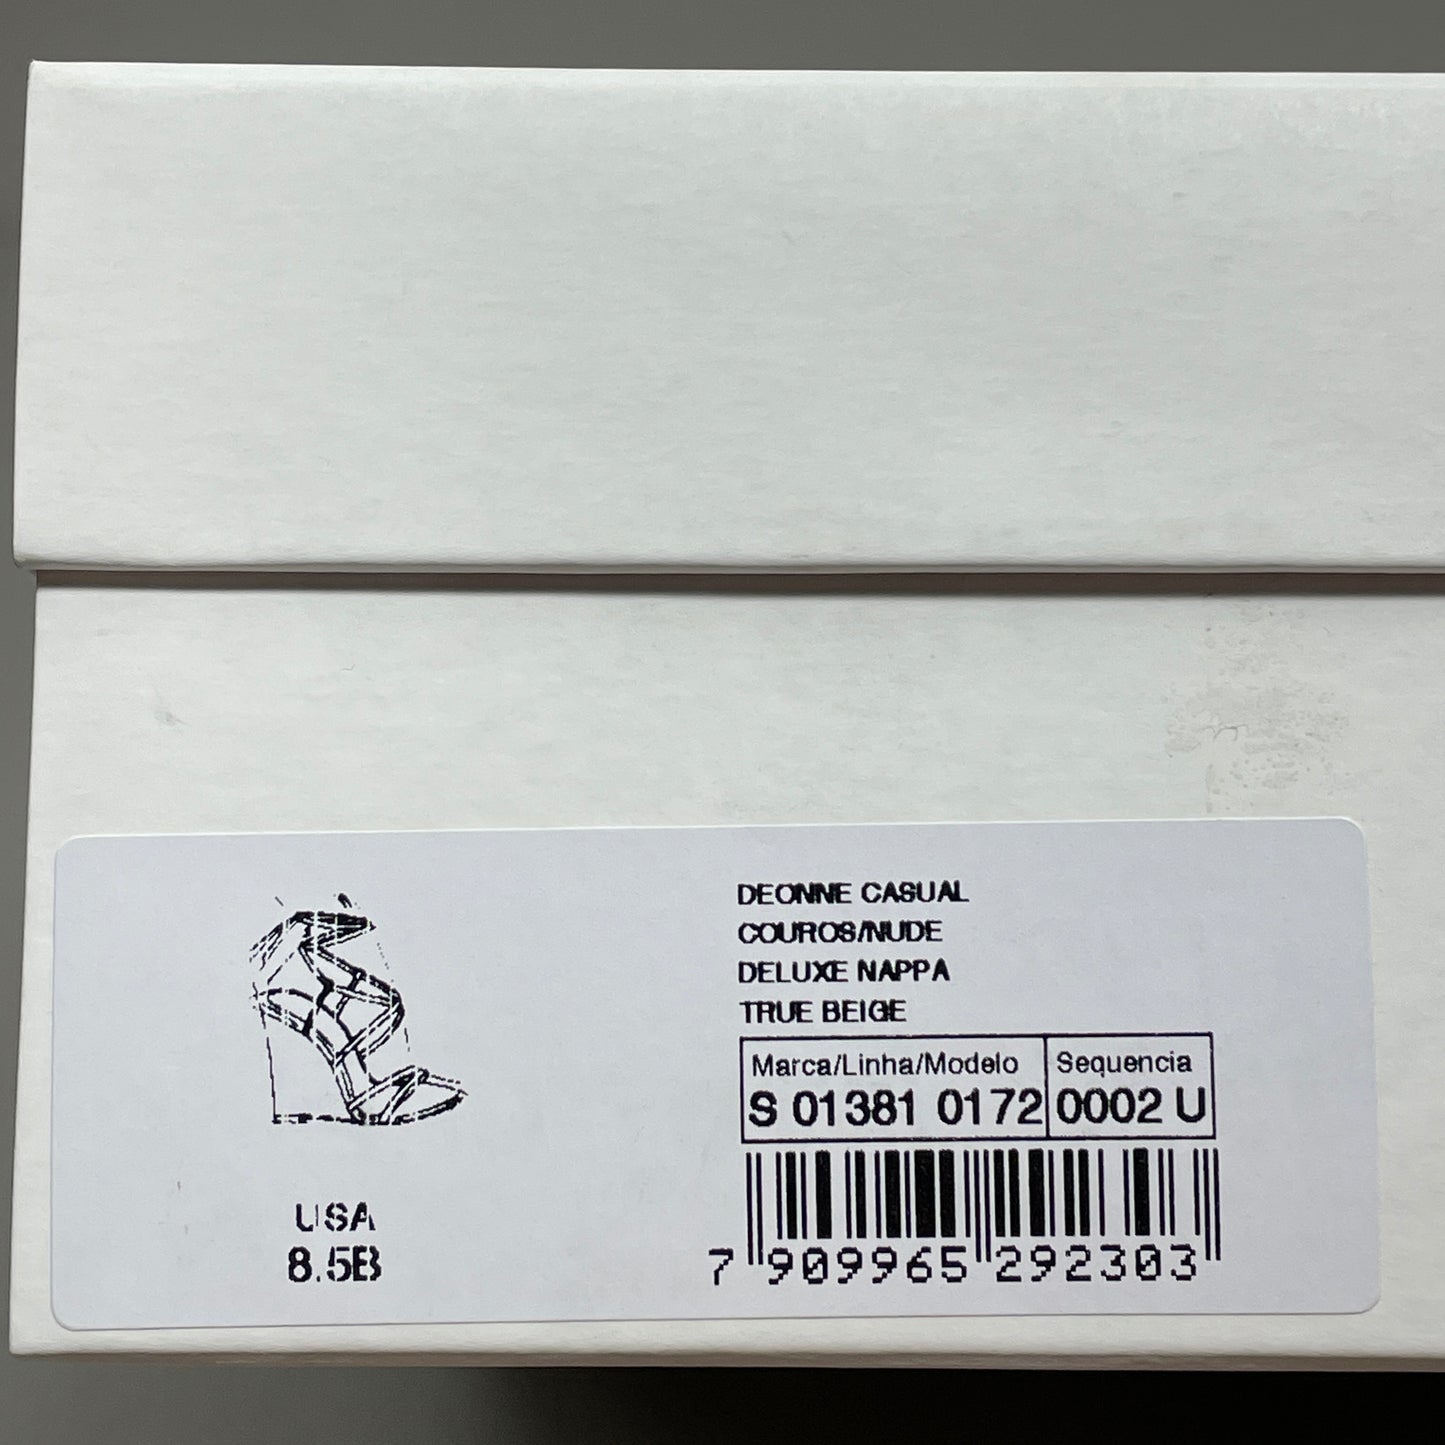 DEONNE CASUAL
COUROS/NUDE
DELUXE NAPPA
TRUE BEIGE
Marca/Linha/Modelo Sequencia
S 01381 0172 0002 U
7 909965 292303
USA
8.5B